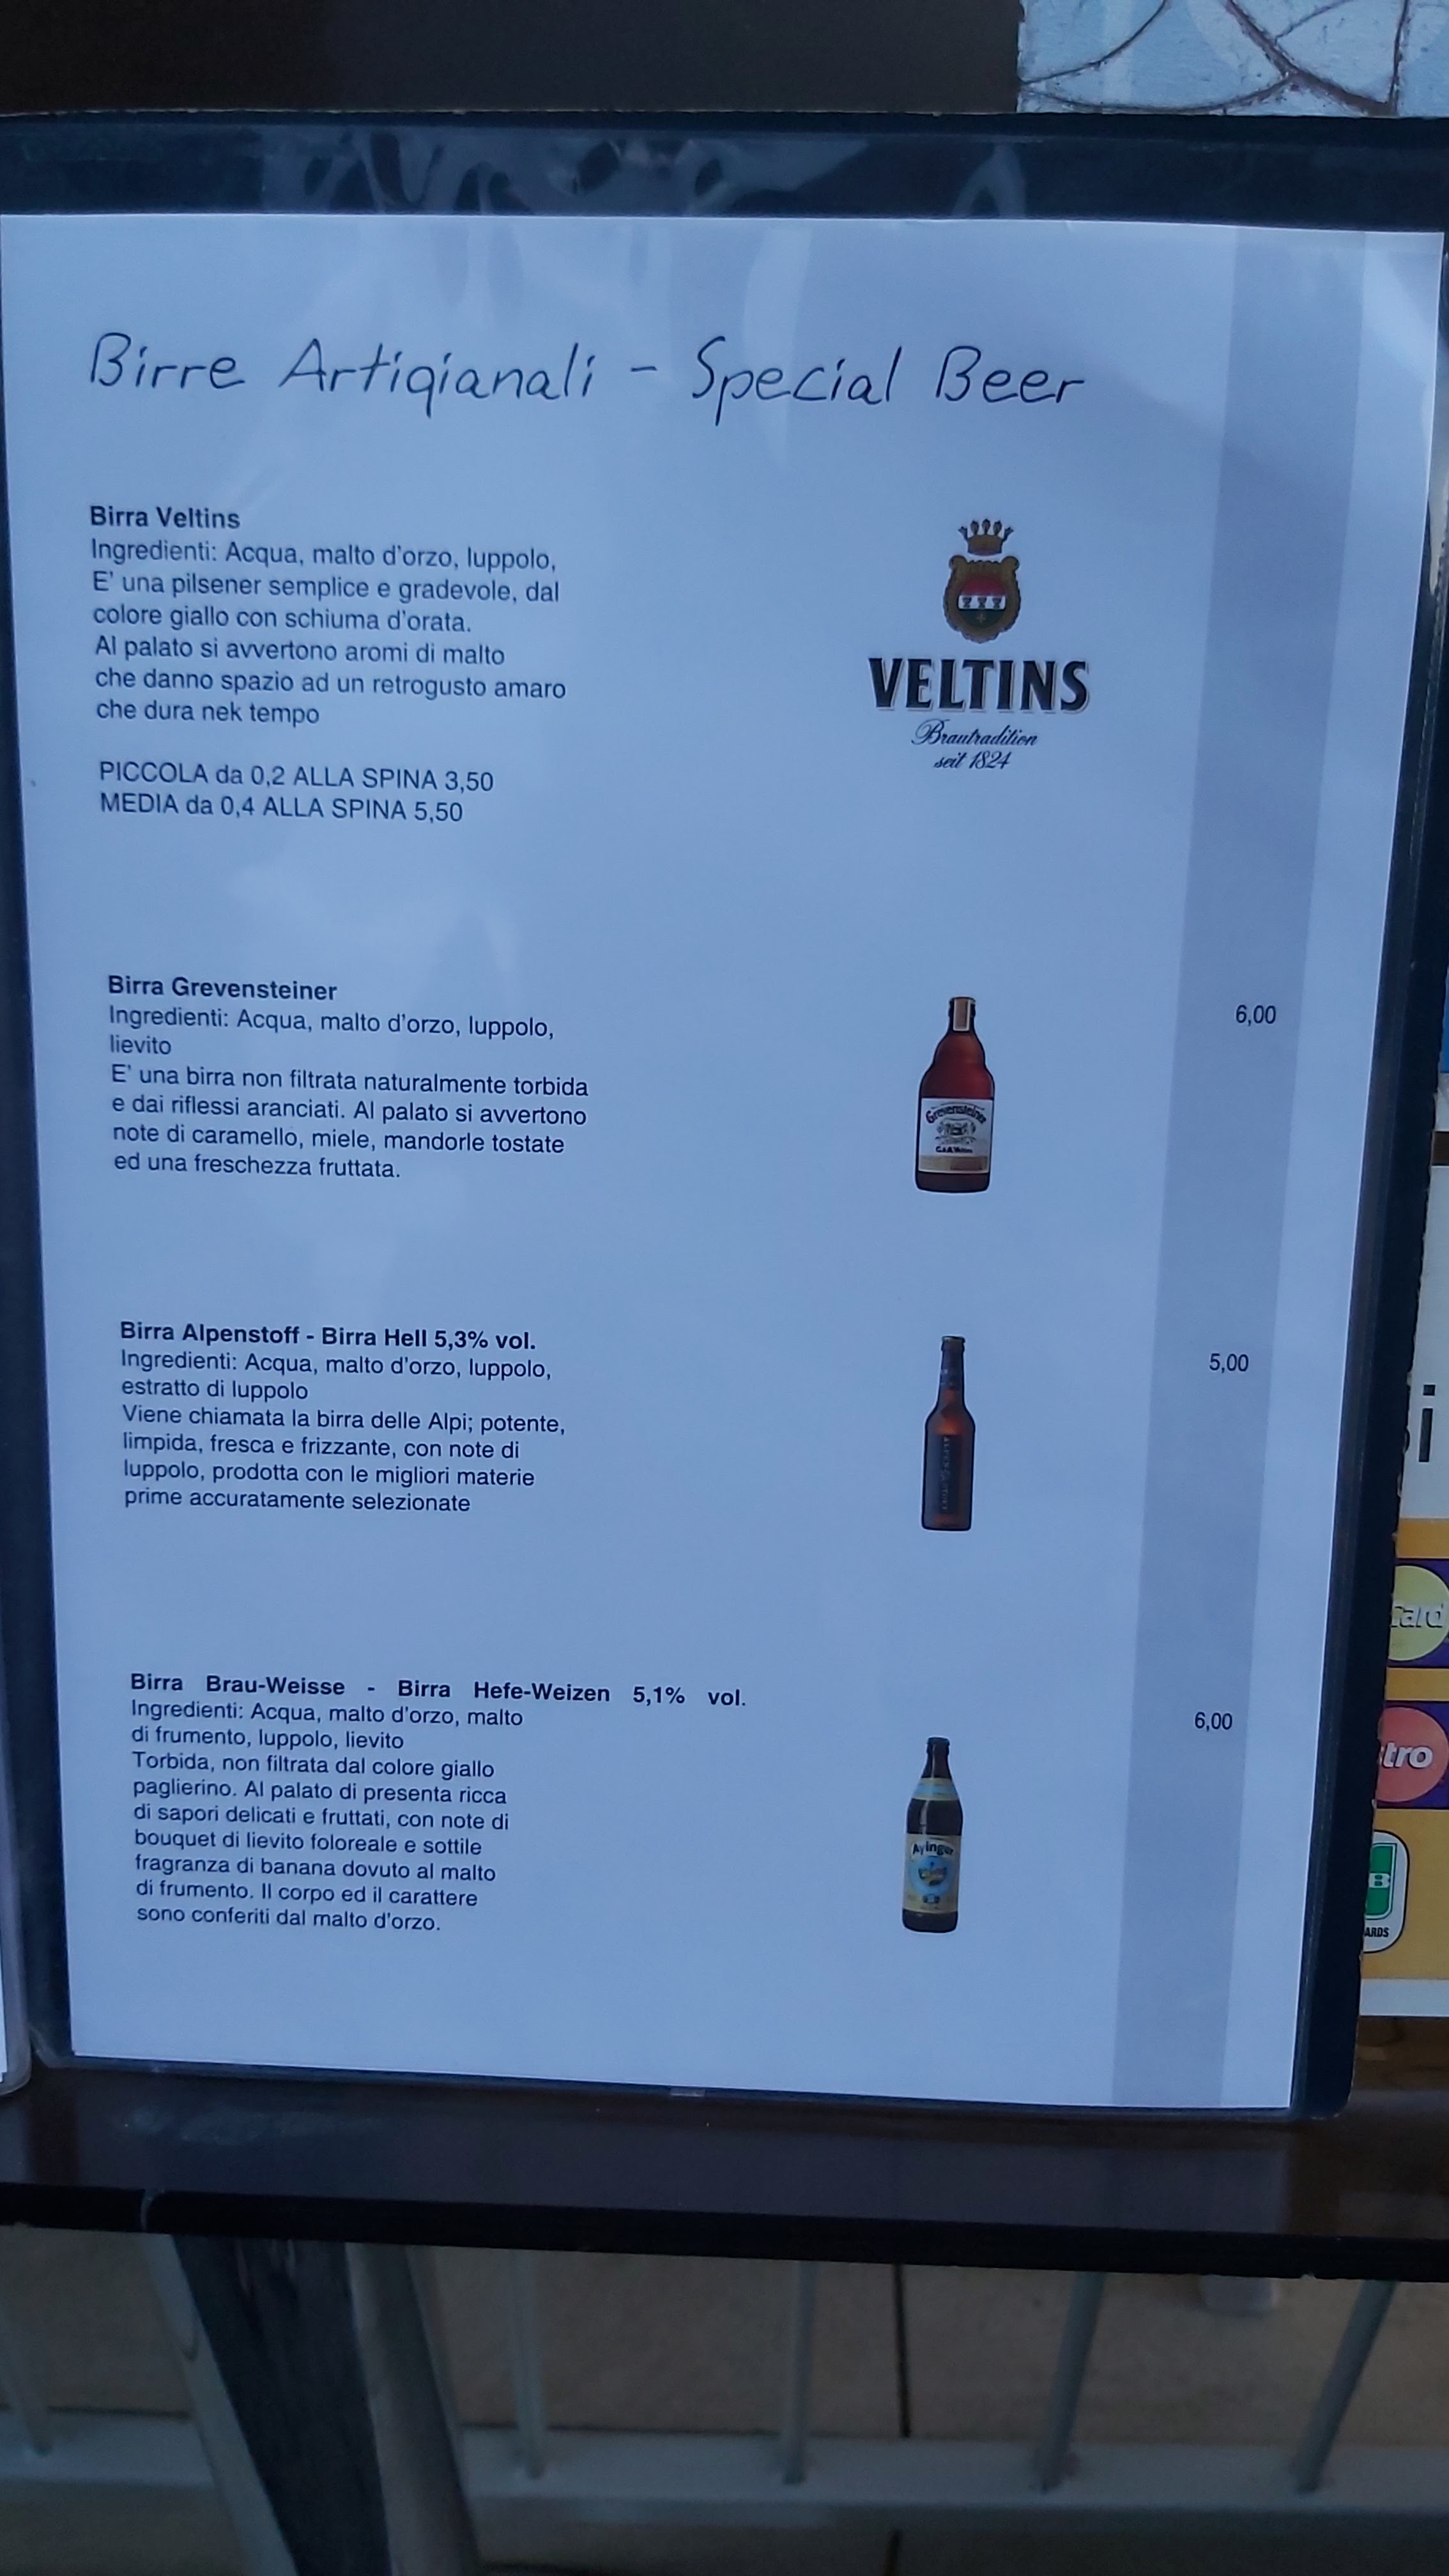 Birre Artigianali - Special Beer
Birra Veltins
Ingredienti: Acqua, malto d'orzo, luppolo,
E' una pilsener semplice e gradevole, dal
colore giallo con schiuma d'orata.
Al palato si avvertono aromi di malto
che danno spazio ad un retrogusto amaro
che dura nek tempo
PICCOLA da 0,2 ALLA SPINA 3,50
MEDIA da 0,4 ALLA SPINA 5,50
VELTINS
Brautradition
seit 1824
Birra Grevensteiner
Ingredienti: Acqua, malto d'orzo, luppolo,
lievito
E' una birra non filtrata naturalmente torbida
e dai riflessi aranciati. Al palato si avvertono
note di caramello, miele, mandorle tostate
ed una freschezza fruttata.
Grevensteiner
6,00
Birra Alpenstoff - Birra Hell 5,3% vol.
Ingredienti: Acqua, malto d'orzo, luppolo,
estratto di luppolo
Viene chiamata la birra delle Alpi; potente,
limpida, fresca e frizzante, con note di
luppolo, prodotta con le migliori materie
prime accuratamente selezionate
5,00
Birra Brau-Weisse - Birra Hefe-Weizen 5,1% vol.
Ingredienti: Acqua, malto d'orzo, malto
di frumento, luppolo, lievito
Torbida, non filtrata dal colore giallo
paglierino. Al palato di presenta ricca
di sapori delicati e fruttati, con note di
bouquet di lievito foloreale e sottile
fragranza di banana dovuto al malto
di frumento. Il corpo ed il carattere
sono conferiti dal malto d'orzo.
Ayinger
6,00
i
Card
tro
B
ARDS